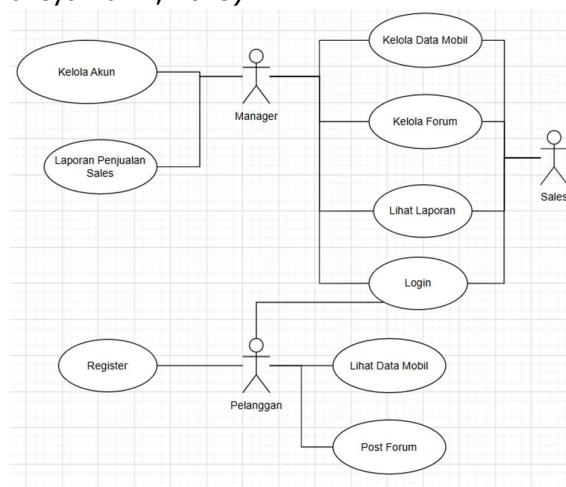 Kelola Data Mobil
Kelola Akun
Manager
Kelola Forum
Laporan Penjualan
Sales
Sales
Lihat Laporan
Login
Register
Lihat Data Mobil
Pelanggan
Post Forum